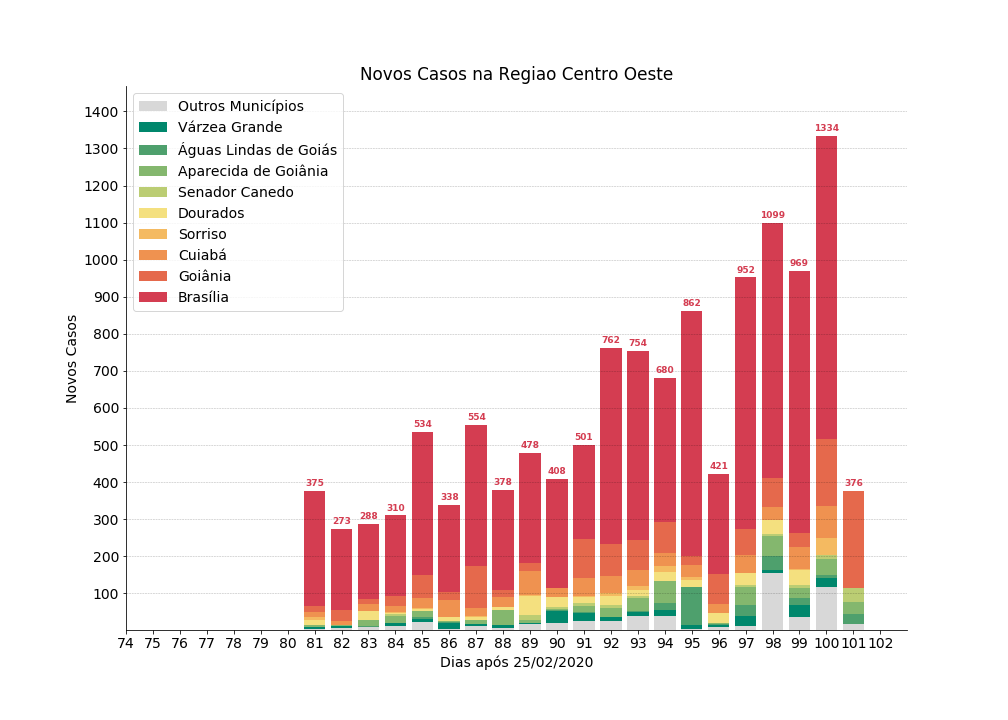 Novos Casos na Regiao Centro Oeste
Outros Municípios
Várzea Grande
Águas Lindas de Goiás
Aparecida de Goiânia
Senador Canedo
Dourados
Sorriso
Cuiabá
Goiânia
Brasília
Novos Casos
1400
1300
1200
1100
1000
900
800
700
600
500
400
300
200
100
375 273 288 310 534 338 554 378 478 408 501 762 754 680 862 421 952 1099 969 1334 376
74 75 76 77 78 79 80 81 82 83 84 85 86 87 88 89 90 91 92 93 94 95 96 97 98 99 100 101 102
Dias após 25/02/2020